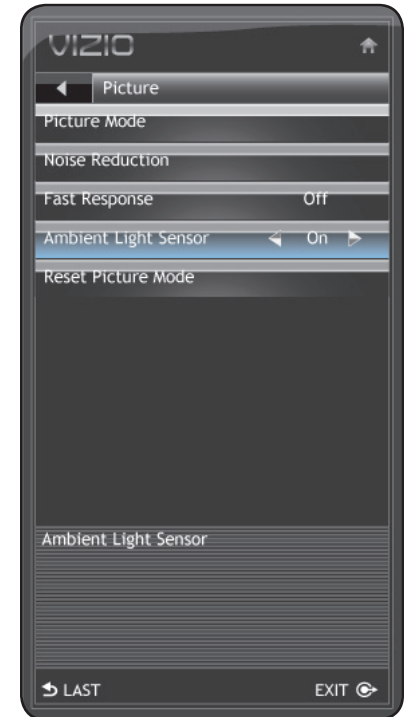 VIZIO
Picture
Picture Mode
Noise Reduction
Fast Response Off
Ambient Light Sensor On
Reset Picture Mode
Ambient Light Sensor
LAST EXIT